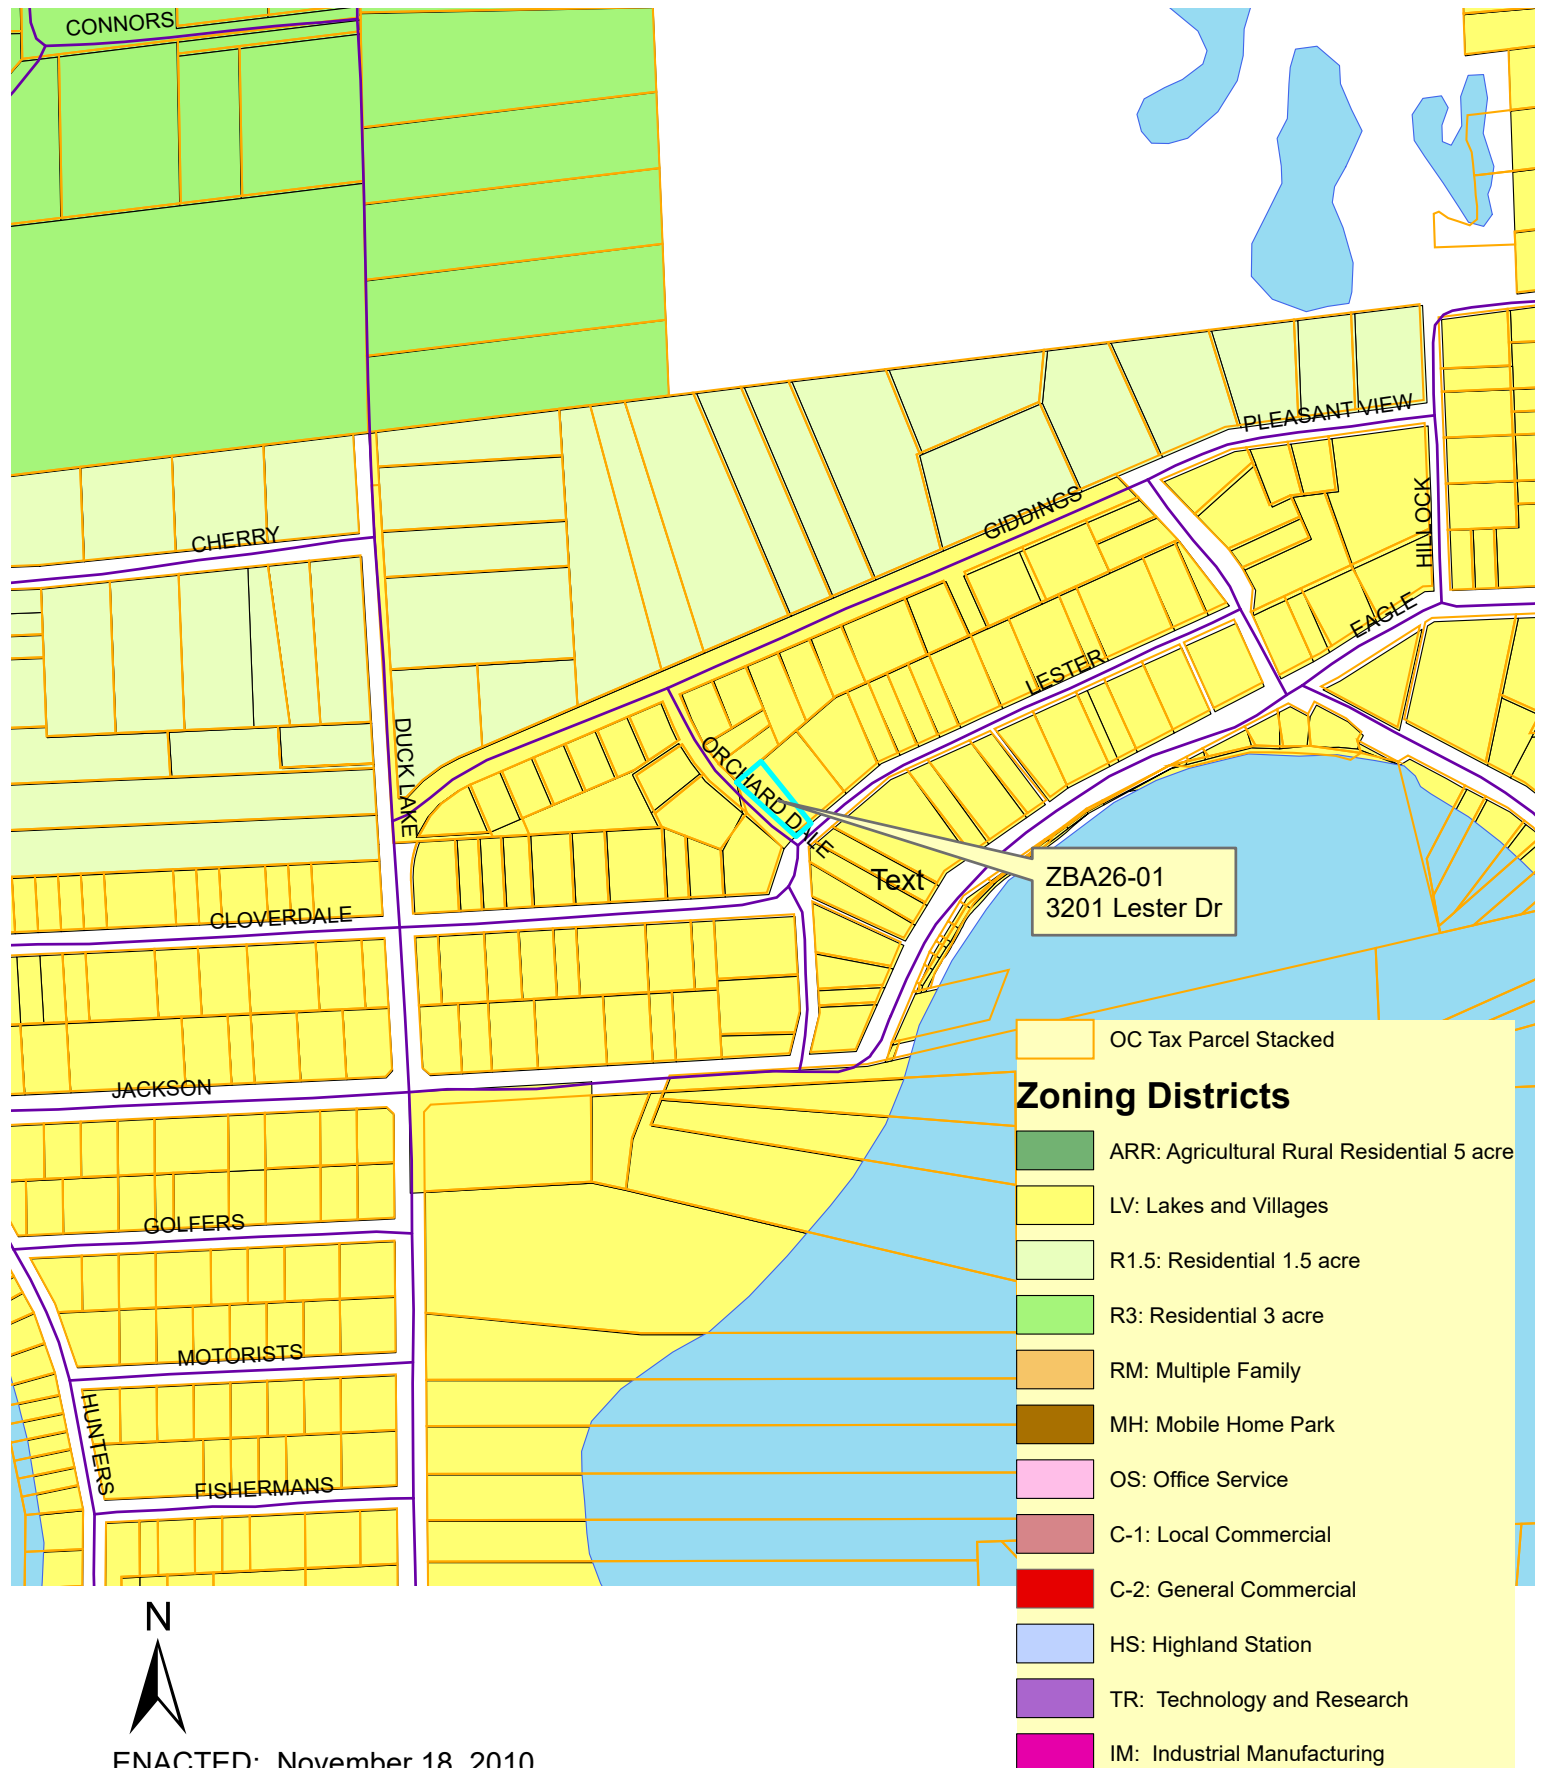 CONNORS
PLEASANT VIEW
GIDDINGS
CHERRY
HILLOCK
EAGLE
LESTER
DUCK LAKE
ORCHARD DALE
Text
ZBA26-01
3201 Lester Dr
CLOVERDALE
JACKSON
GOLFERS
MOTORISTS
HUNTERS
FISHERMANS
OC Tax Parcel Stacked
Zoning Districts
ARR: Agricultural Rural Residential 5 acre
LV: Lakes and Villages
R1.5: Residential 1.5 acre
R3: Residential 3 acre
RM: Multiple Family
MH: Mobile Home Park
OS: Office Service
C-1: Local Commercial
C-2: General Commercial
HS: Highland Station
TR: Technology and Research
IM: Industrial Manufacturing
N
ENACTED: November 18, 2010